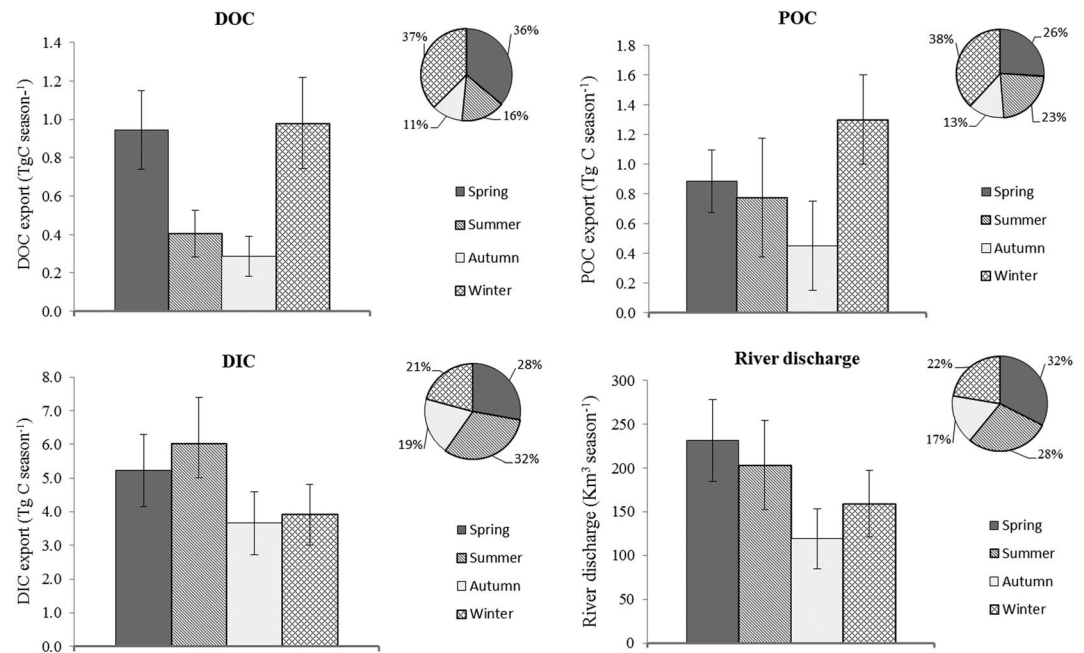 DOC
1.4
1.2
1.0
0.8
0.6
0.4
0.2
0.0
DOC export (TgC season-¹)
37%
36%
11%
16%
Spring
Summer
Autumn
Winter
POC
1.8
1.6
1.4
1.2
1.0
0.8
0.6
0.4
0.2
0.0
POC export (Tg C season⁻¹)
38%
26%
13%
23%
Spring
Summer
Autumn
Winter
DIC
8.0
7.0
6.0
5.0
4.0
3.0
2.0
1.0
0.0
DIC export (Tg C season⁻¹)
21%
28%
19%
32%
Spring
Summer
Autumn
Winter
River discharge
300
250
200
150
100
50
0
River discharge (Km³ season⁻¹)
22%
32%
17%
28%
Spring
Summer
Autumn
Winter